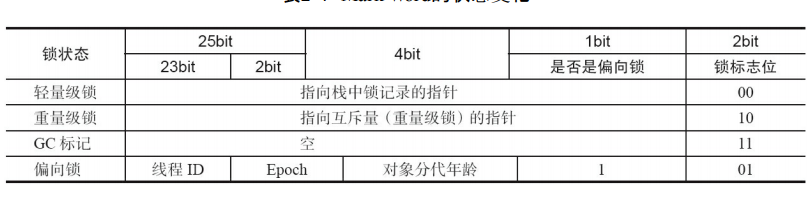 锁状态 25bit 4bit 1bit 2bit
23bit 2bit 是否是偏向锁 锁标志位
轻量级锁 指向栈中锁记录的指针 00
重量级锁 指向互斥量（重量级锁）的指针 10
GC 标记 空 11
偏向锁 线程 ID Epoch 对象分代年龄 1 01